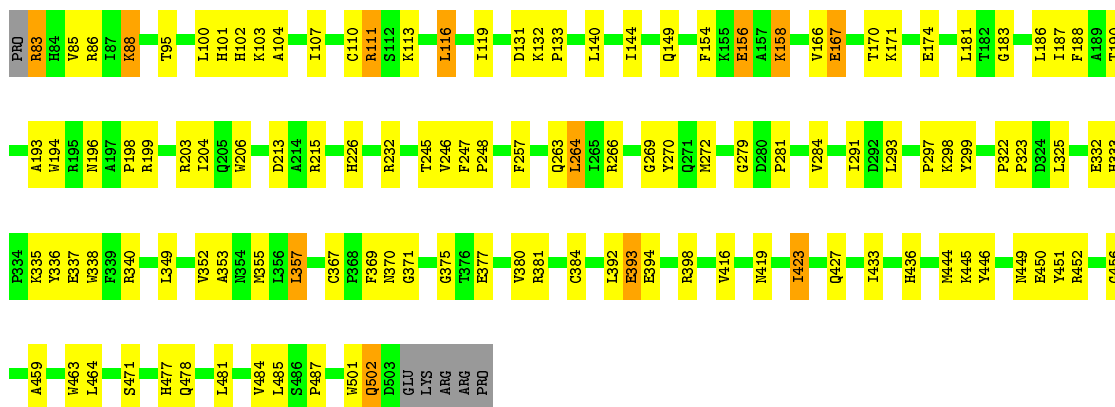 PRO R83 H84 V85 R86 I87 K88 T95 L100 H101 H102 K103 A104 I107 C110 R111 S112 K113 L116 I119 D131 K132 P133 L140 I144 Q149 F154 K155 E156 A157 K158 V166 E167 T170 K171 E174 L181 T182 G183 L186 I187 F188 A189
A193 W194 R195 N196 A197 P198 R199 R203 I204 Q205 W206 D213 A214 R215 H226 R232 T245 V246 F247 P248 F257 Q263 L264 I265 R266 G269 Y270 Q271 M272 G279 D280 P281 V284 I291 D292 L293 P297 K298 Y299 P322 P323 D324 L325 E332
P334 K335 Y336 E337 W338 F339 R340 L349 V352 A353 N354 M355 L356 L357 C367 P368 F369 N370 G371 G375 T376 E377 V380 R381 C384 L392 E393 E394 R398 V416 N419 I423 Q427 I433 H436 M444 K445 Y446 N449 E450 Y451 R452
A459 W463 L464 S471 H477 Q478 L481 V484 L485 S486 P487 W501 Q502 D503 GLU LYS ARG ARG PRO